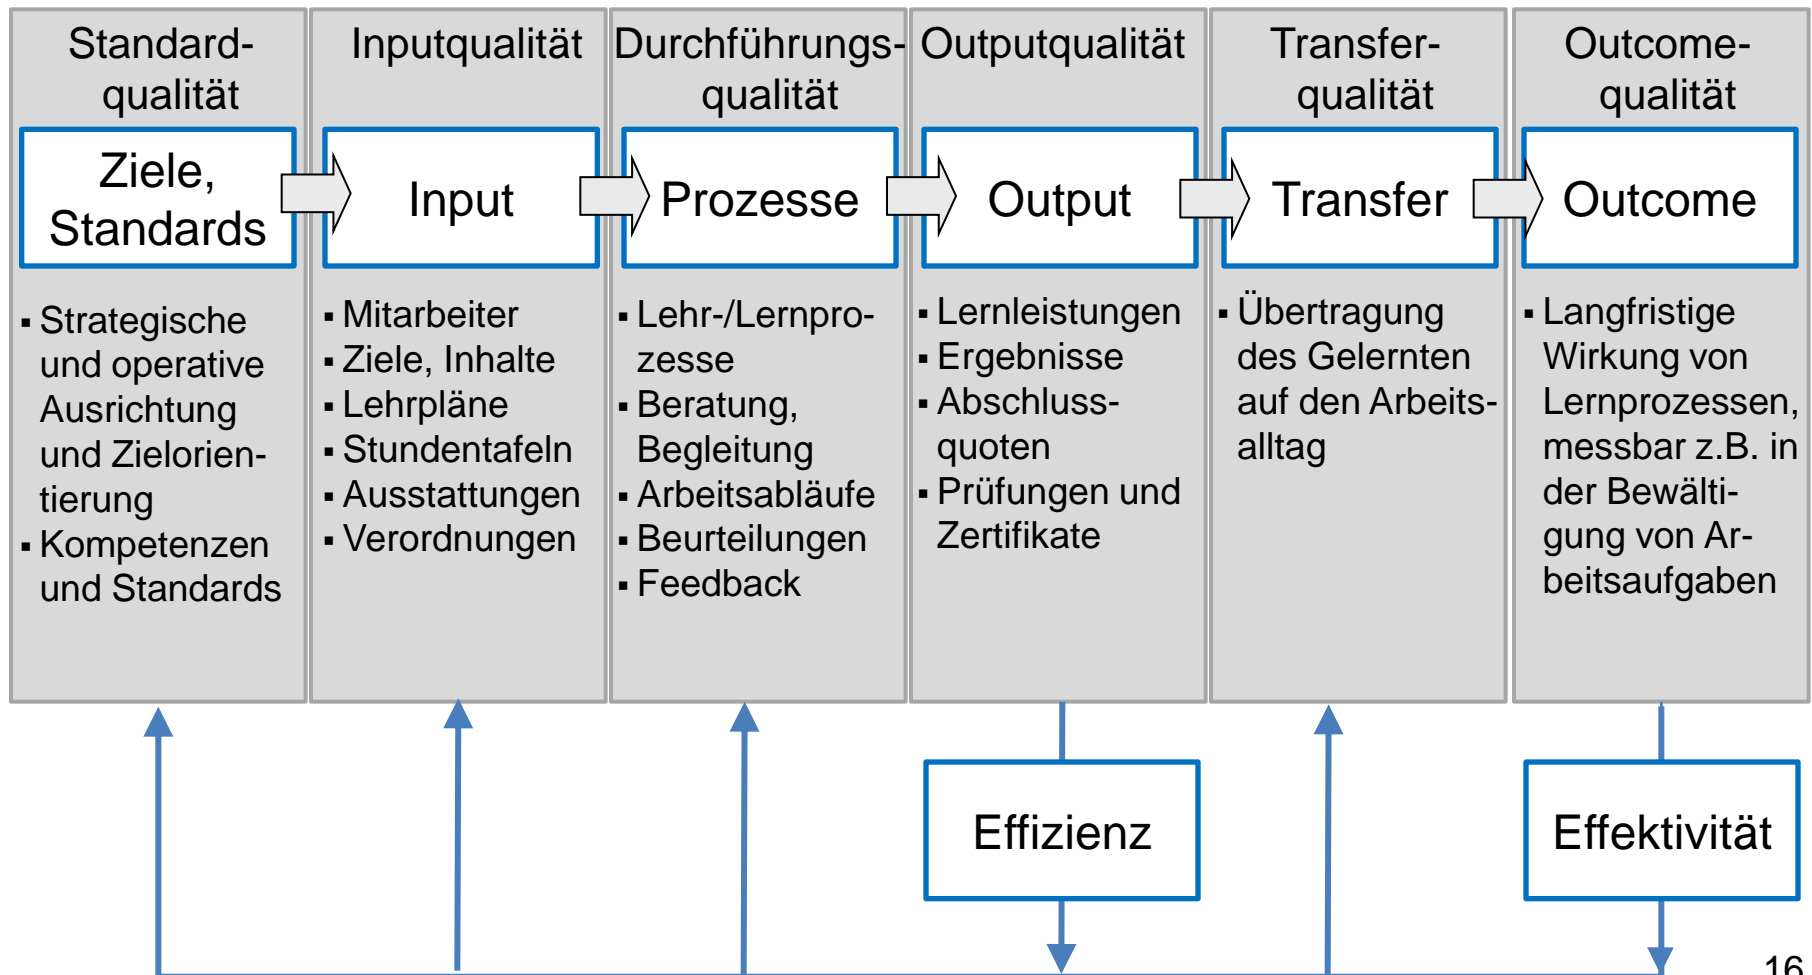 Standard-
qualität
Ziele,
Standards
▪ Strategische
und operative
Ausrichtung
und Zielorien-
tierung
▪ Kompetenzen
und Standards
Inputqualität
Input
▪ Mitarbeiter
▪ Ziele, Inhalte
▪ Lehrpläne
▪ Stundentafeln
▪ Ausstattungen
▪ Verordnungen
Durchführungs-
qualität
Prozesse
▪ Lehr-/Lernpro-
zesse
▪ Beratung,
Begleitung
▪ Arbeitsabläufe
▪ Beurteilungen
▪ Feedback
Outputqualität
Output
▪ Lernleistungen
▪ Ergebnisse
▪ Abschluss-
quoten
▪ Prüfungen und
Zertifikate
Transfer-
qualität
Transfer
▪ Übertragung
des Gelernten
auf den Arbeits-
alltag
Outcome-
qualität
Outcome
▪ Langfristige
Wirkung von
Lernprozessen,
messbar z.B. in
der Bewälti-
gung von Ar-
beitsaufgaben
Effizienz
Effektivität
16